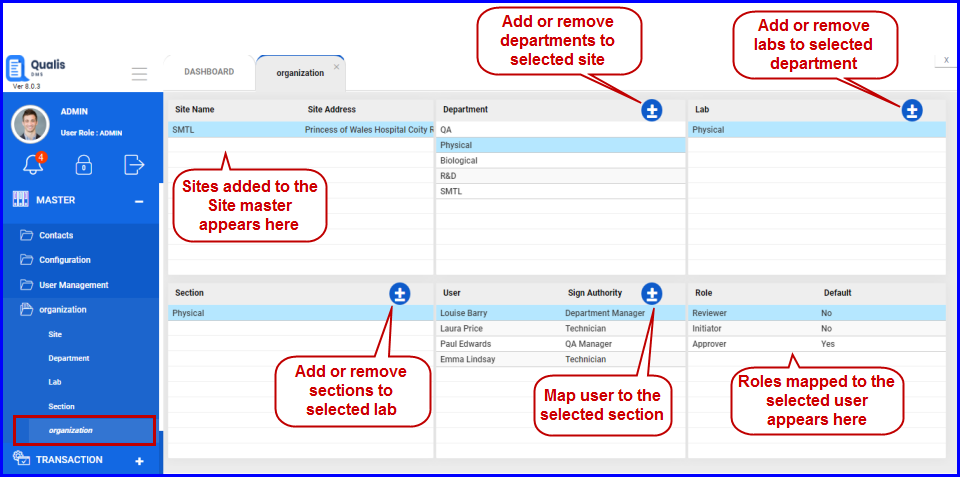 Add or remove
departments to
selected site
Add or remove
labs to selected
department
Qualis
DMS
Ver 8.0.3
DASHBOARD
organization
×
x
ADMIN
User Role : ADMIN
4
MASTER
Contacts
Configuration
User Management
organization
Site
Department
Lab
Section
organization
TRANSACTION
Site Name Site Address
SMTL Princess of Wales Hospital Coity R
Sites added to the
Site master
appears here
Department
QA
Physical
Biological
R&D
SMTL
Lab
Physical
Section
Physical
Add or remove
sections to
selected lab
User Sign Authority
Louise Barry Department Manager
Laura Price Technician
Paul Edwards QA Manager
Emma Lindsay Technician
Map user to the
selected section
Role Default
Reviewer No
Initiator No
Approver Yes
Roles mapped to the
selected user
appears here